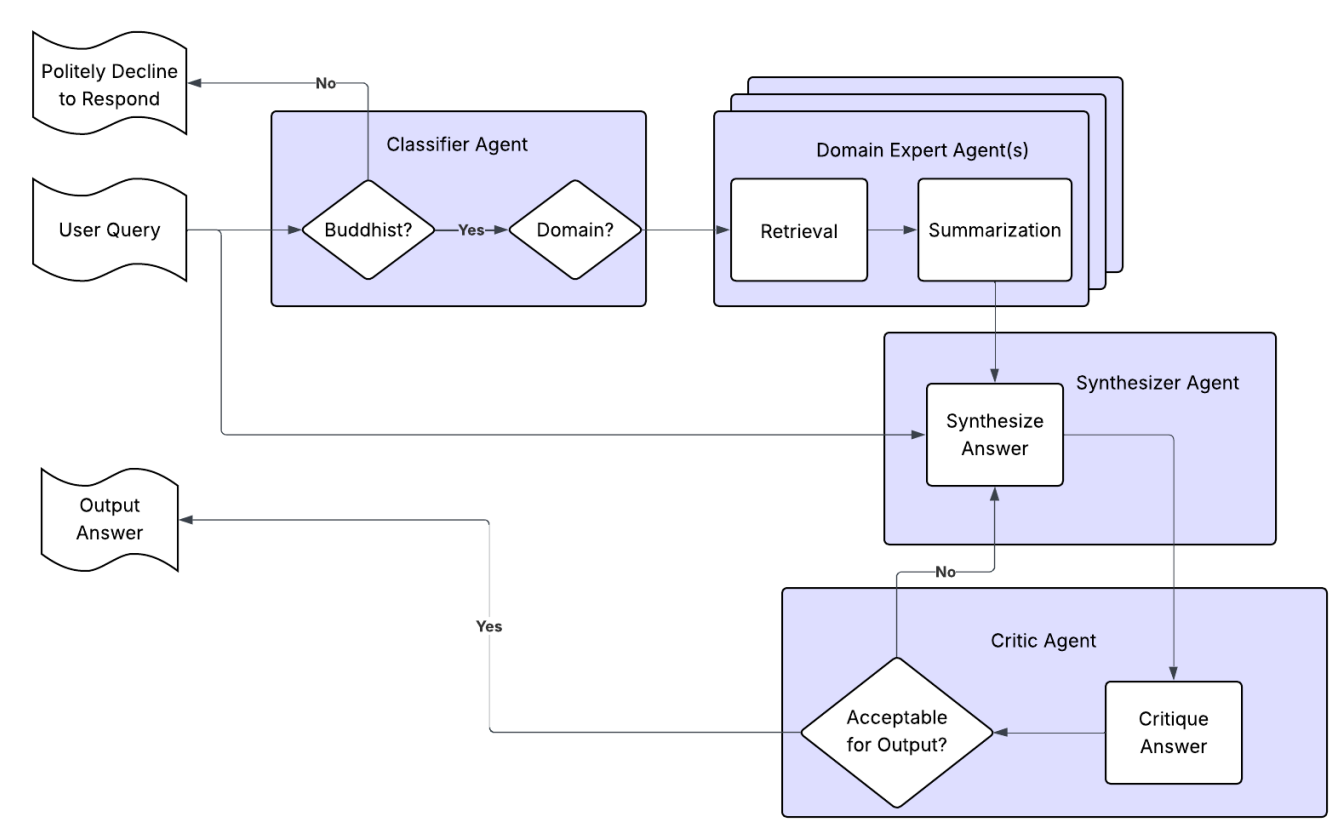 Politely Decline
to Respond
No
Classifier Agent
Domain Expert Agent(s)
User Query
Buddhist?
Yes
Domain?
Retrieval
Summarization
Synthesizer Agent
Synthesize
Answer
Output
Answer
No
Yes
Critic Agent
Acceptable
for Output?
Critique
Answer